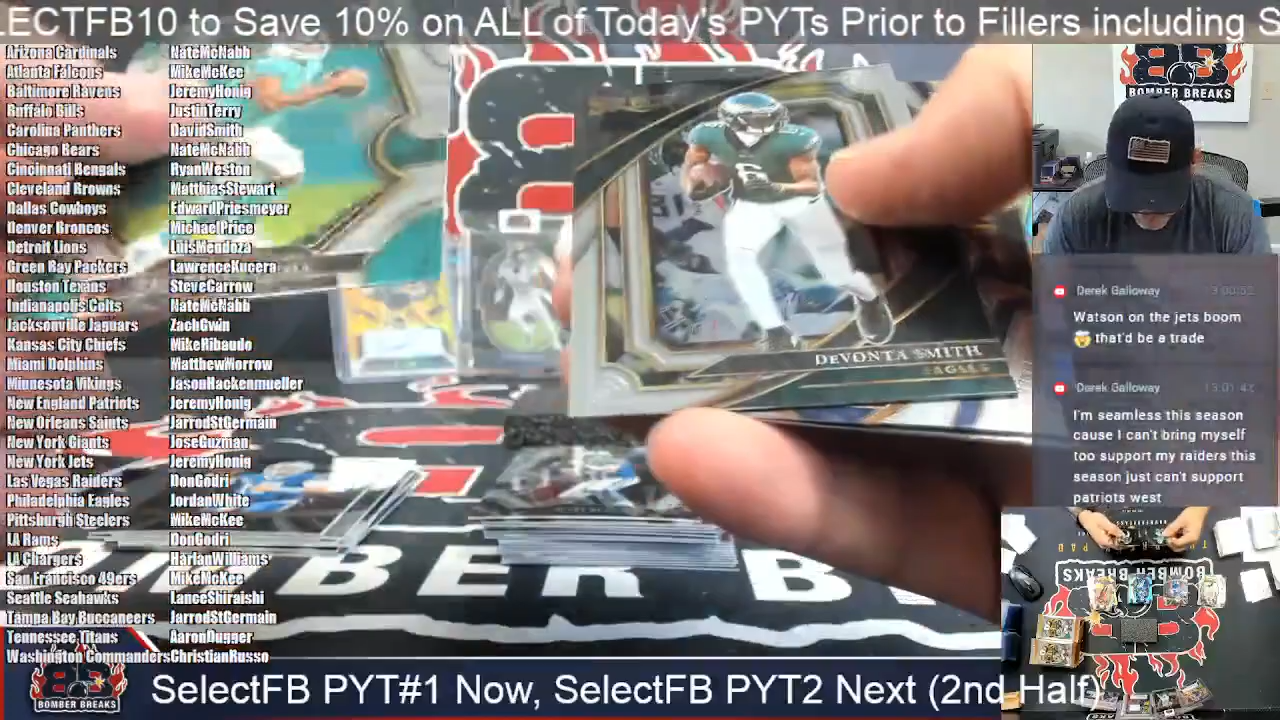 LECTFB10 to Save 10% on ALL of Today's PYTs Prior to Fillers including S
Arizona Cardinals NateMcNabb
Atlanta Falcons MikeMcKee
Baltimore Ravens JeremyHonig
Buffalo Bills JustinTerry
Carolina Panthers DavidSmith
Chicago Bears NateMcNabb
Cincinati Bengals RyanWeston
Cleveland Browns MatthiasStewart
Dallas Cowboys EdwardPriesmeyer
Denver Broncos MichaelPrice
Detroit Lions LuisMendoza
Green Bay Packers LawrenceKucera
Houston Texans SteveCarrow
Indianapolis Colts NateMcNabb
Jacksonville Jaguars ZachGwin
Kansas City Chiefs MikeRibaudo
Miami Dolphins MatthewMorrow
Minnesota Vikings JasonHackenmueller
New England Patriots JeremyHonig
New Orleans Saints JarrodStGermain
New York Giants JoseGuzman
New York Jets JeremyHonig
Las Vegas Raiders DonGodri
Philadelphia Eagles JordanWhite
Pittsburgh Steelers MikeMcKee
LA Rams DonGodri
LA Chargers HarlanWilliams
San Francisco 49ers MikeMcKee
Seattle Seahawks LanceShiraishi
Tampa Bay Buccaneers JarrodStGermain
Tennessee Titans AaronDugger
Washington Commanders ChristianRusso
DEVONTA SMITH
EAGLES
6
BOMBER BREAKS
Derek Galloway
Watson on the jets boom
that'd be a trade
Derek Galloway
I'm seamless this season
cause I can't bring myself
too support my raiders this
season just can't support
patriots west
BOMBER BREAKS
MBER B
BOMBER BREAKS
SelectFB PYT#1 Now, SelectFB PYT2 Next (2nd Half)